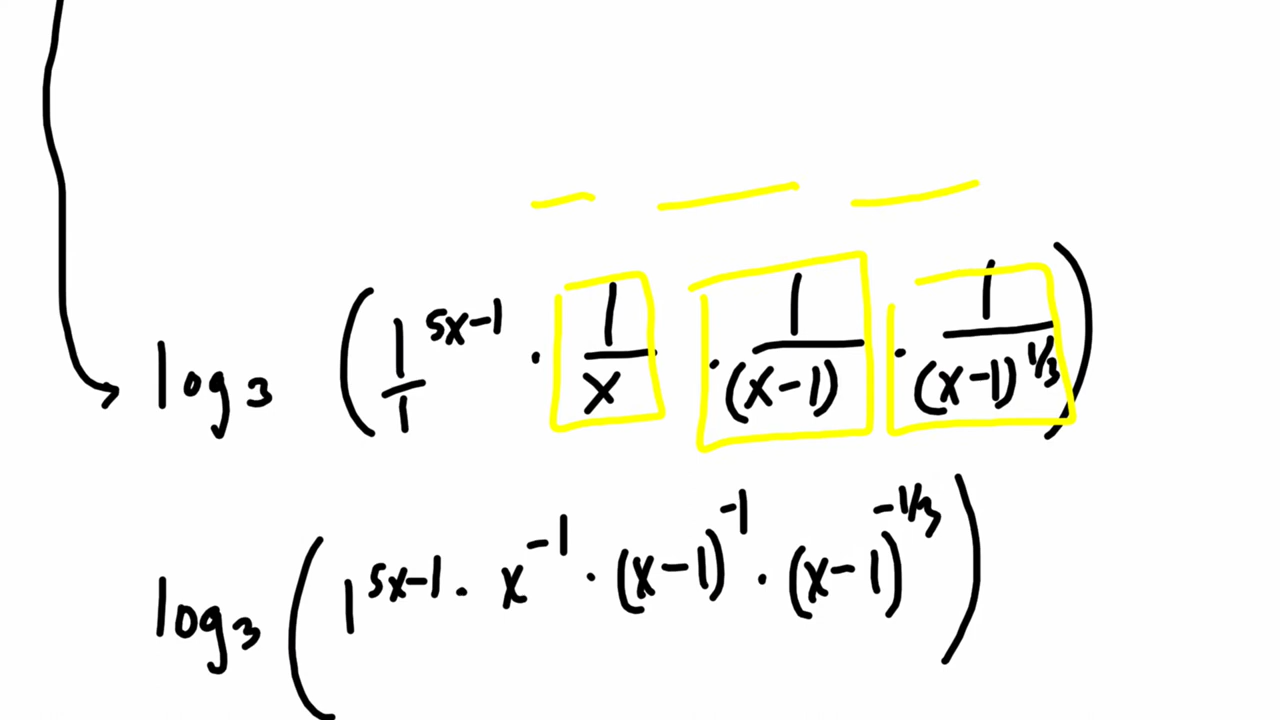 log₃ (1/1^(5x-1) · 1/x · 1/(x-1) · 1/(x-1)^(1/3))
log₃ (1^(5x-1) · x^(-1) · (x-1)^(-1) · (x-1)^(-1/3))